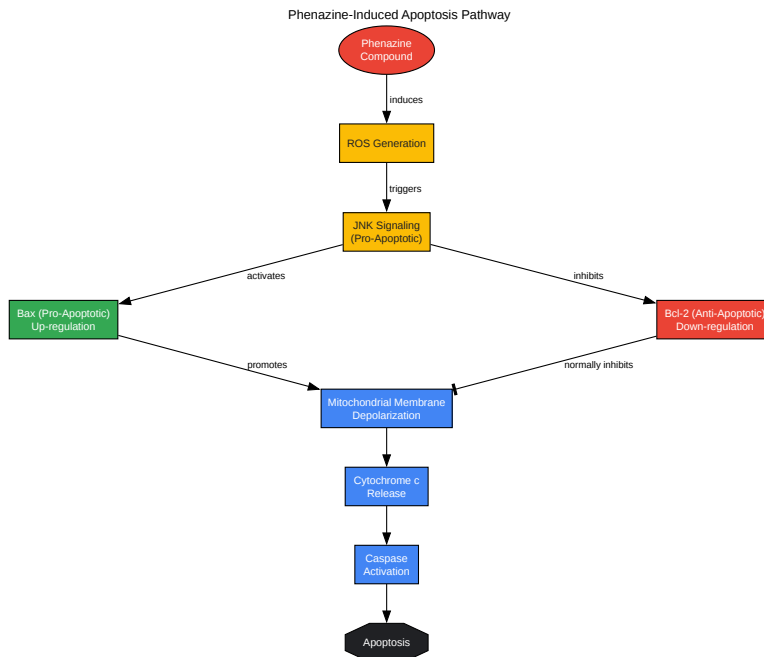 Phenazine-Induced Apoptosis Pathway
Phenazine
Compound
induces
ROS Generation
triggers
JNK Signaling
(Pro-Apoptotic)
activates
inhibits
Bax (Pro-Apoptotic)
Up-regulation
Bcl-2 (Anti-Apoptotic)
Down-regulation
promotes
normally inhibits
Mitochondrial Membrane
Depolarization
Cytochrome c
Release
Caspase
Activation
Apoptosis